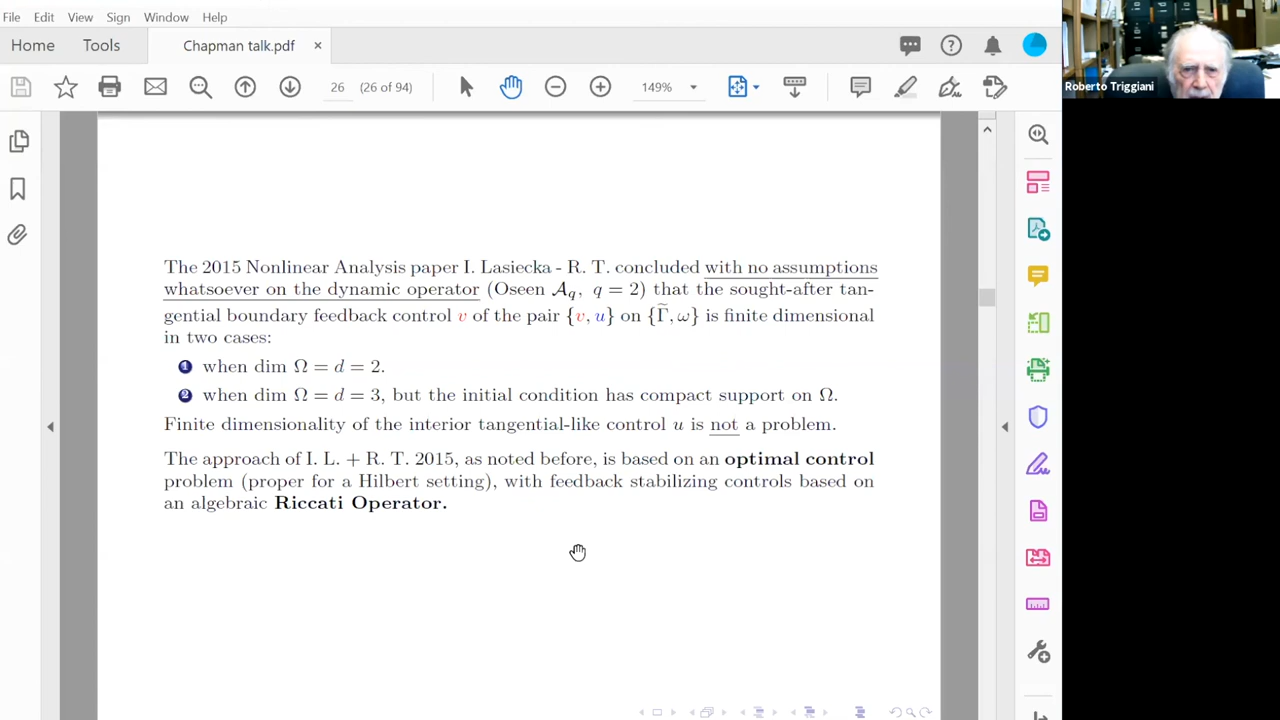 File Edit View Sign Window Help
Home Tools Chapman talk.pdf ×
26 (26 of 94) 149%
Roberto Triggiani
The 2015 Nonlinear Analysis paper I. Lasiecka - R. T. concluded with no assumptions
whatsoever on the dynamic operator (Oseen 𝒜_q, q = 2) that the sought-after tan-
gential boundary feedback control v of the pair {v, u} on {Γ̃, ω} is finite dimensional
in two cases:
1 when dim Ω = d = 2.
2 when dim Ω = d = 3, but the initial condition has compact support on Ω.
Finite dimensionality of the interior tangential-like control u is not a problem.
The approach of I. L. + R. T. 2015, as noted before, is based on an optimal control
problem (proper for a Hilbert setting), with feedback stabilizing controls based on
an algebraic Riccati Operator.